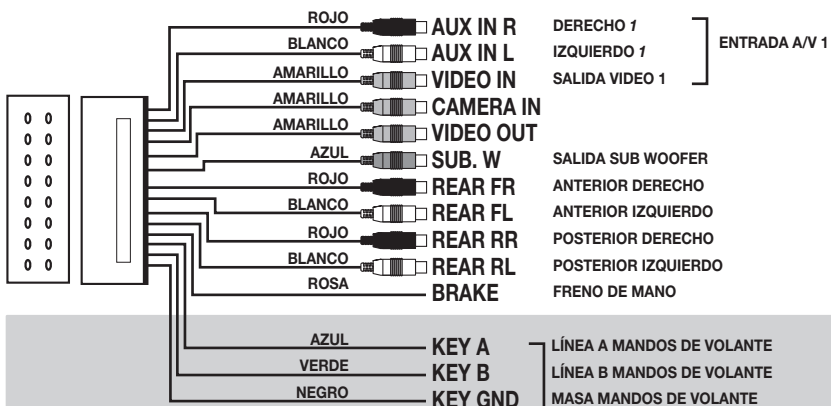 ROJO AUX IN R DERECHO 1
BLANCO AUX IN L IZQUIERDO 1 ENTRADA A/V 1
AMARILLO VIDEO IN SALIDA VIDEO 1
AMARILLO CAMERA IN
AMARILLO VIDEO OUT
AZUL SUB. W SALIDA SUB WOOFER
ROJO REAR FR ANTERIOR DERECHO
BLANCO REAR FL ANTERIOR IZQUIERDO
ROJO REAR RR POSTERIOR DERECHO
BLANCO REAR RL POSTERIOR IZQUIERDO
ROSA BRAKE FRENO DE MANO
AZUL KEY A LÍNEA A MANDOS DE VOLANTE
VERDE KEY B LÍNEA B MANDOS DE VOLANTE
NEGRO KEY GND MASA MANDOS DE VOLANTE